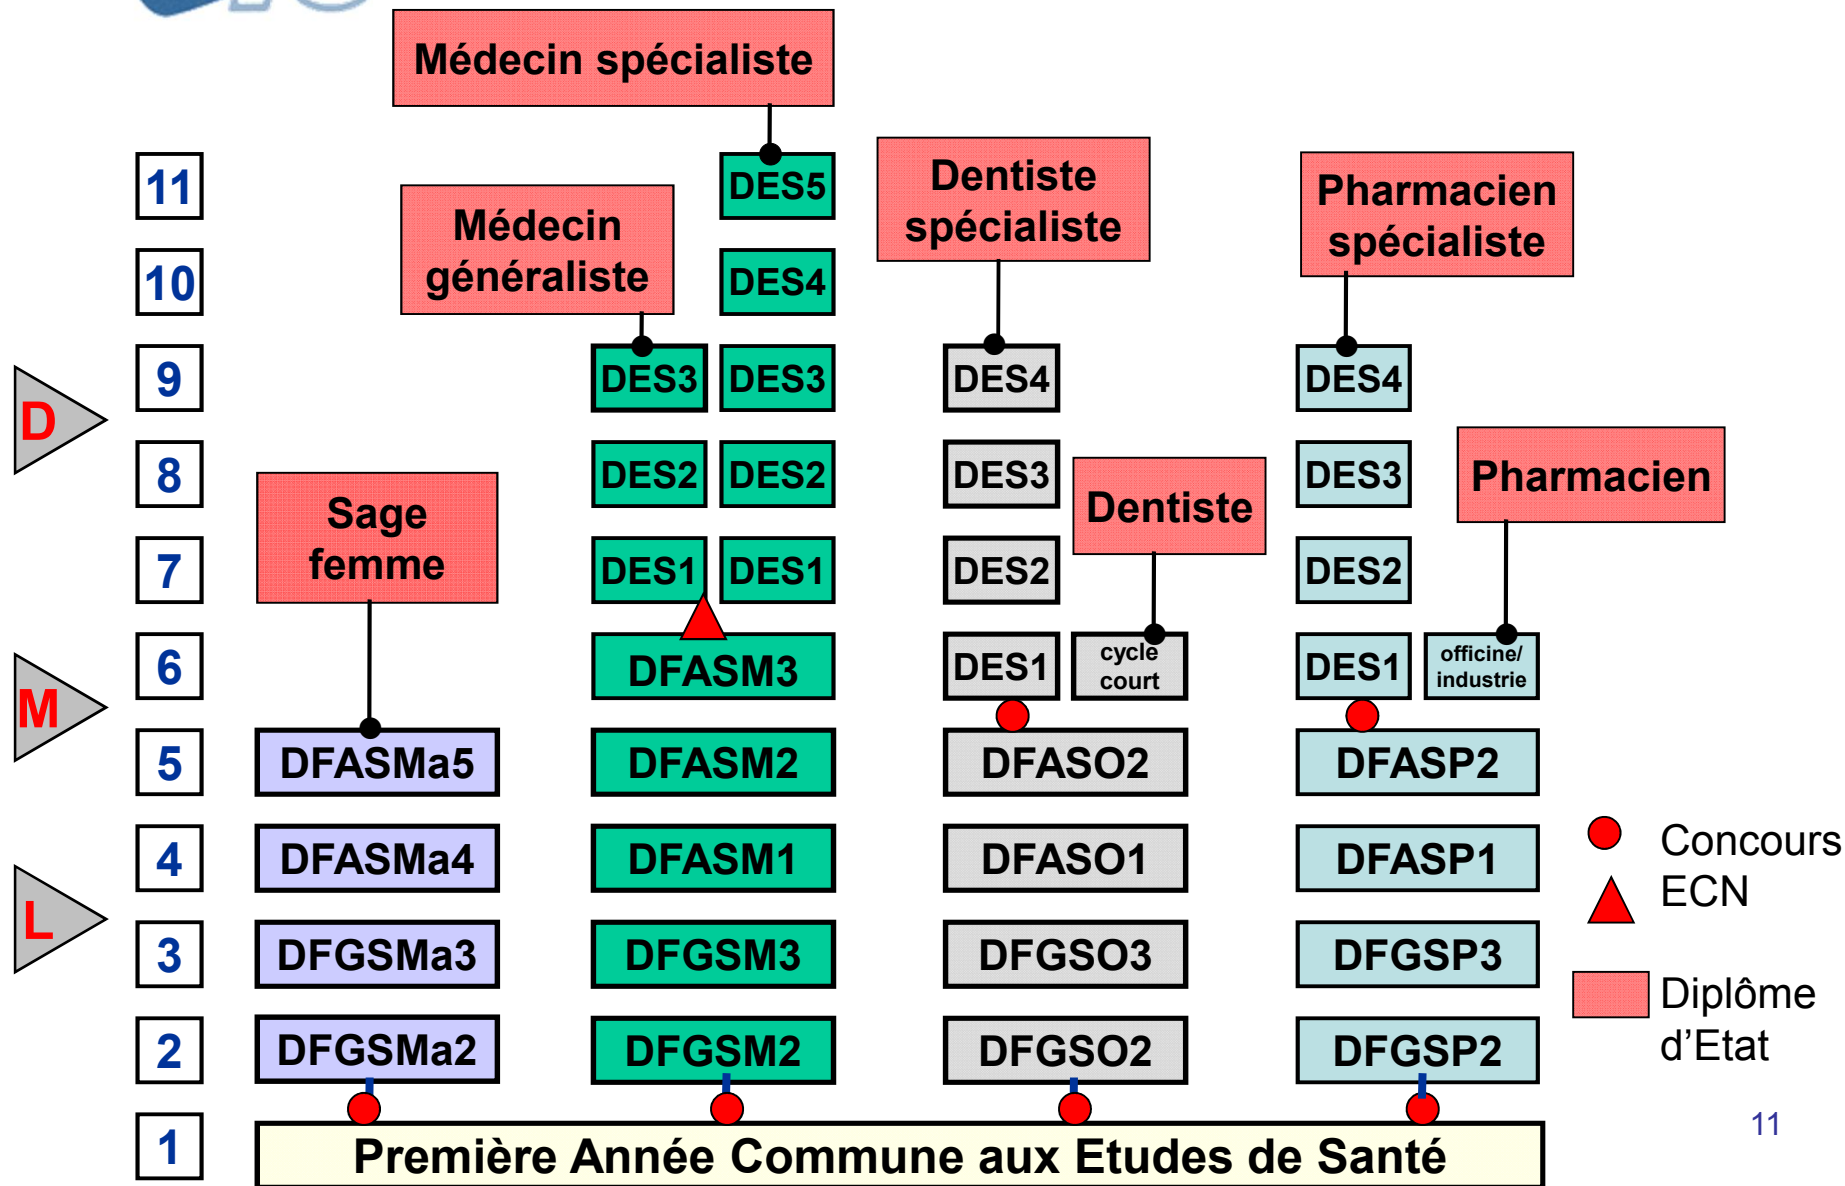 Médecin spécialiste
11
DES5
Dentiste
spécialiste
Pharmacien
spécialiste
Médecin
généraliste
10
DES4
D
9
DES3
DES3
DES4
DES4
8
DES2
DES2
DES3
DES3
Sage
femme
Dentiste
Pharmacien
7
DES1
DES1
DES2
DES2
M
6
DFASM3
DES1
cycle
court
DES1
officine/
industrie
5
DFASMa5
DFASM2
DFASO2
DFASP2
L
4
DFASMa4
DFASM1
DFASO1
DFASP1
3
DFGSMa3
DFGSM3
DFGSO3
DFGSP3
2
DFGSMa2
DFGSM2
DFGSO2
DFGSP2
1
Première Année Commune aux Etudes de Santé
Concours
ECN
Diplôme
d'Etat
11